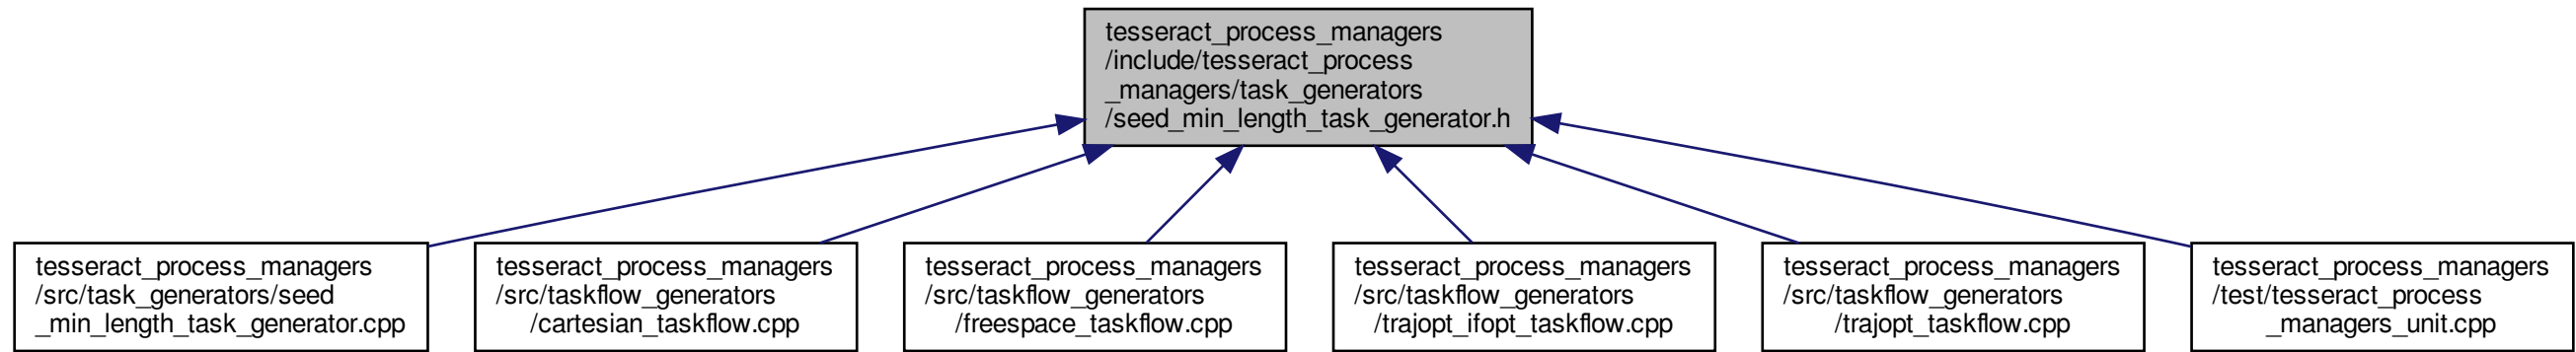 tesseract_process_managers
/include/tesseract_process
_managers/task_generators
/seed_min_length_task_generator.h
tesseract_process_managers
/src/task_generators/seed
_min_length_task_generator.cpp
tesseract_process_managers
/src/taskflow_generators
/cartesian_taskflow.cpp
tesseract_process_managers
/src/taskflow_generators
/freespace_taskflow.cpp
tesseract_process_managers
/src/taskflow_generators
/trajopt_ifopt_taskflow.cpp
tesseract_process_managers
/src/taskflow_generators
/trajopt_taskflow.cpp
tesseract_process_managers
/test/tesseract_process
_managers_unit.cpp